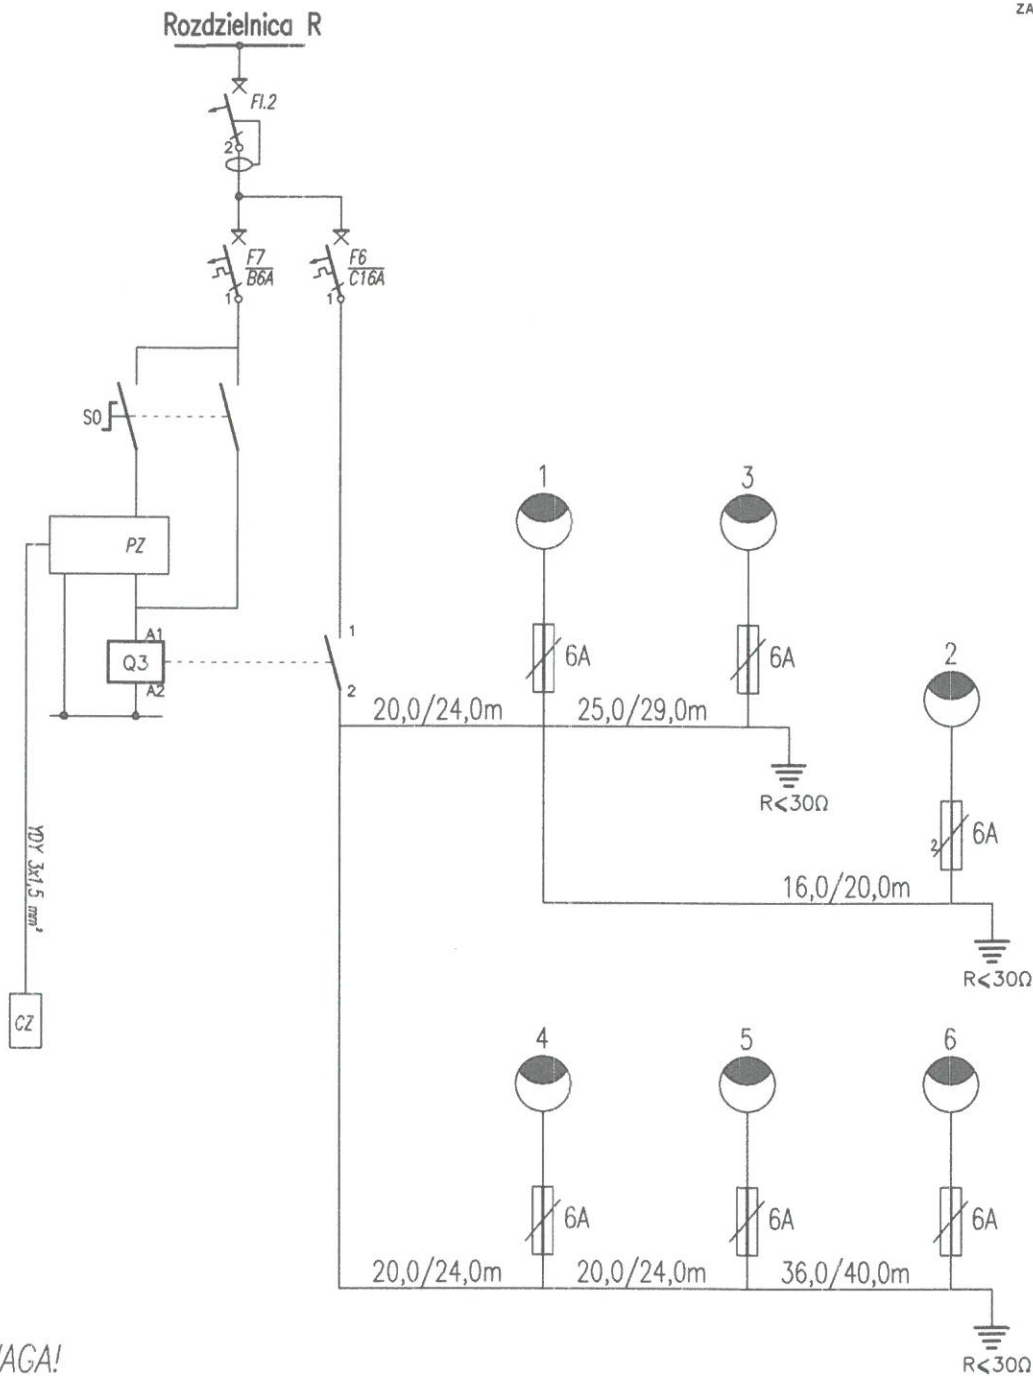 ZA
Rozdzielnica R
FI.2
2
F7
B6A
1
F6
C16A
1
S0
PZ
A1
Q3
A2
1
2
YDY 3x1,5 mm²
CZ
1
3
6A
6A
2
20,0/24,0m
25,0/29,0m
R<30Ω
6A
2
16,0/20,0m
R<30Ω
4
5
6
6A
6A
6A
20,0/24,0m
20,0/24,0m
36,0/40,0m
R<30Ω
WAGA!